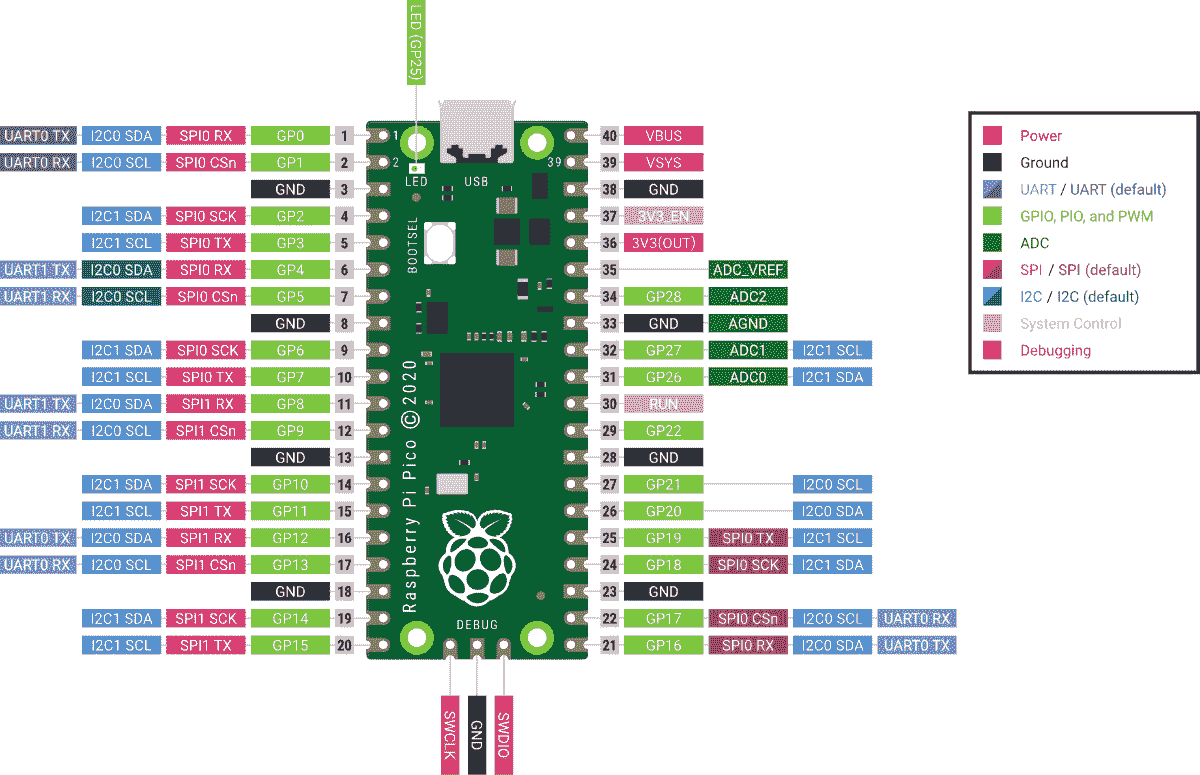 LED (GP25)
UART0 TX I2C0 SDA SPI0 RX GP0 1 1 40 VBUS
UART0 RX I2C0 SCL SPI0 CSn GP1 2 2 39 39 VSYS
GND 3 LED USB 38 GND
I2C1 SDA SPI0 SCK GP2 4 37 3V3_EN
I2C1 SCL SPI0 TX GP3 5 BOOTSEL 36 3V3(OUT)
UART1 TX I2C0 SDA SPI0 RX GP4 6 35 ADC_VREF
UART1 RX I2C0 SCL SPI0 CSn GP5 7 34 GP28 ADC2
GND 8 33 GND AGND
I2C1 SDA SPI0 SCK GP6 9 32 GP27 ADC1 I2C1 SCL
I2C1 SCL SPI0 TX GP7 10 31 GP26 ADC0 I2C1 SDA
UART1 TX I2C0 SDA SPI1 RX GP8 11 30 RUN
UART1 RX I2C0 SCL SPI1 CSn GP9 12 29 GP22
GND 13 28 GND
I2C1 SDA SPI1 SCK GP10 14 27 GP21 I2C0 SCL
I2C1 SCL SPI1 TX GP11 15 26 GP20 I2C0 SDA
UART0 TX I2C0 SDA SPI1 RX GP12 16 25 GP19 SPI0 TX I2C1 SCL
UART0 RX I2C0 SCL SPI1 CSn GP13 17 24 GP18 SPI0 SCK I2C1 SDA
GND 18 23 GND
I2C1 SDA SPI1 SCK GP14 19 22 GP17 SPI0 CSn I2C0 SCL UART0 RX
I2C1 SCL SPI1 TX GP15 20 21 GP16 SPI0 RX I2C0 SDA UART0 TX
Raspberry Pi Pico © 2020
DEBUG
SWCLK
GND
SWDIO
Power
Ground
UART / UART (default)
GPIO, PIO, and PWM
ADC
SPI / SPI (default)
I2C / I2C (default)
System Control
Debugging